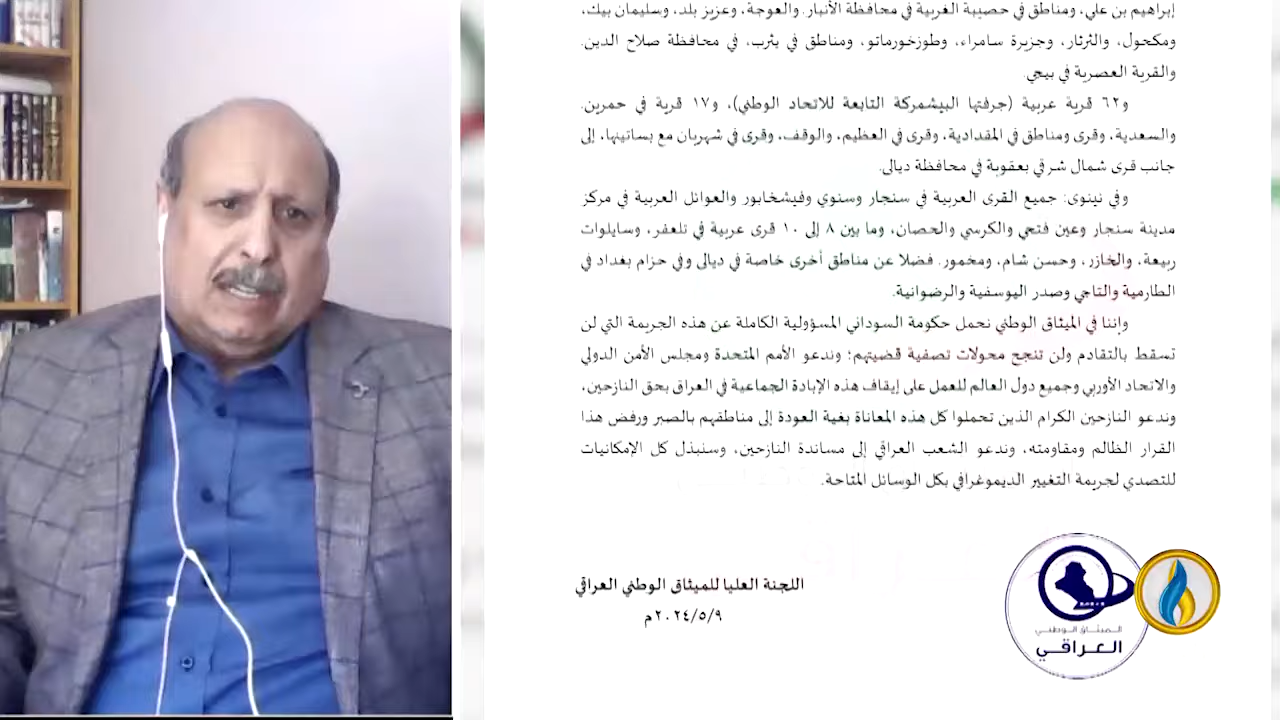 إبراهيم بن علي، ومناطق في حصيبة الغربية في محافظة الأنبار. والعوجة، وعزيز بلد، وسليمان بيك،
ومكحول، والثرثار، وجزيرة سامراء، وطوزخورماتو، ومناطق في يثرب، في محافظة صلاح الدين.
والقرية العصرية في بيجي.
و٦٢ قرية عربية (جرفتها البيشمركة التابعة للاتحاد الوطني)، و١٧ قرية في حمرين.
والسعدية، وقرى ومناطق في المقدادية، وقرى في العظيم، والوقف، وقرى في شهربان مع بساتينها، إلى
جانب قرى شمال شرقي بعقوبة في محافظة ديالى.
وفي نينوى: جميع القرى العربية في سنجار وسنوي وفيشخابور والعوائل العربية في مركز
مدينة سنجار وعين فتحي والكرسي والحصان، وما بين ٨ إلى ١٠ قرى عربية في تلعفر، وسايلوات
ربيعة، والخازر، وحسن شام، ومخمور. فضلا عن مناطق أخرى خاصة في ديالى وفي حزام بغداد في
الطارمية والتاجي وصدر اليوسفية والرضوانية.
وإننا في الميثاق الوطني نحمل حكومة السوداني المسؤولية الكاملة عن هذه الجريمة التي لن
تسقط بالتقادم ولن تنجح محولات تصفية قضيتهم؛ وندعو الأمم المتحدة ومجلس الأمن الدولي
والاتحاد الأوربي وجميع دول العالم للعمل على إيقاف هذه الإبادة الجماعية في العراق بحق النازحين،
وندعو النازحين الكرام الذين تحملوا كل هذه المعاناة بغية العودة إلى مناطقهم بالصبر ورفض هذا
القرار الظالم ومقاومته، وندعو الشعب العراقي إلى مساندة النازحين، وسنبذل كل الإمكانيات
للتصدي لجريمة التغيير الديموغرافي بكل الوسائل المتاحة.
اللجنة العليا للميثاق الوطني العراقي
٢٠٢٤/٥/٩م
الميثاق الوطني
العراقي